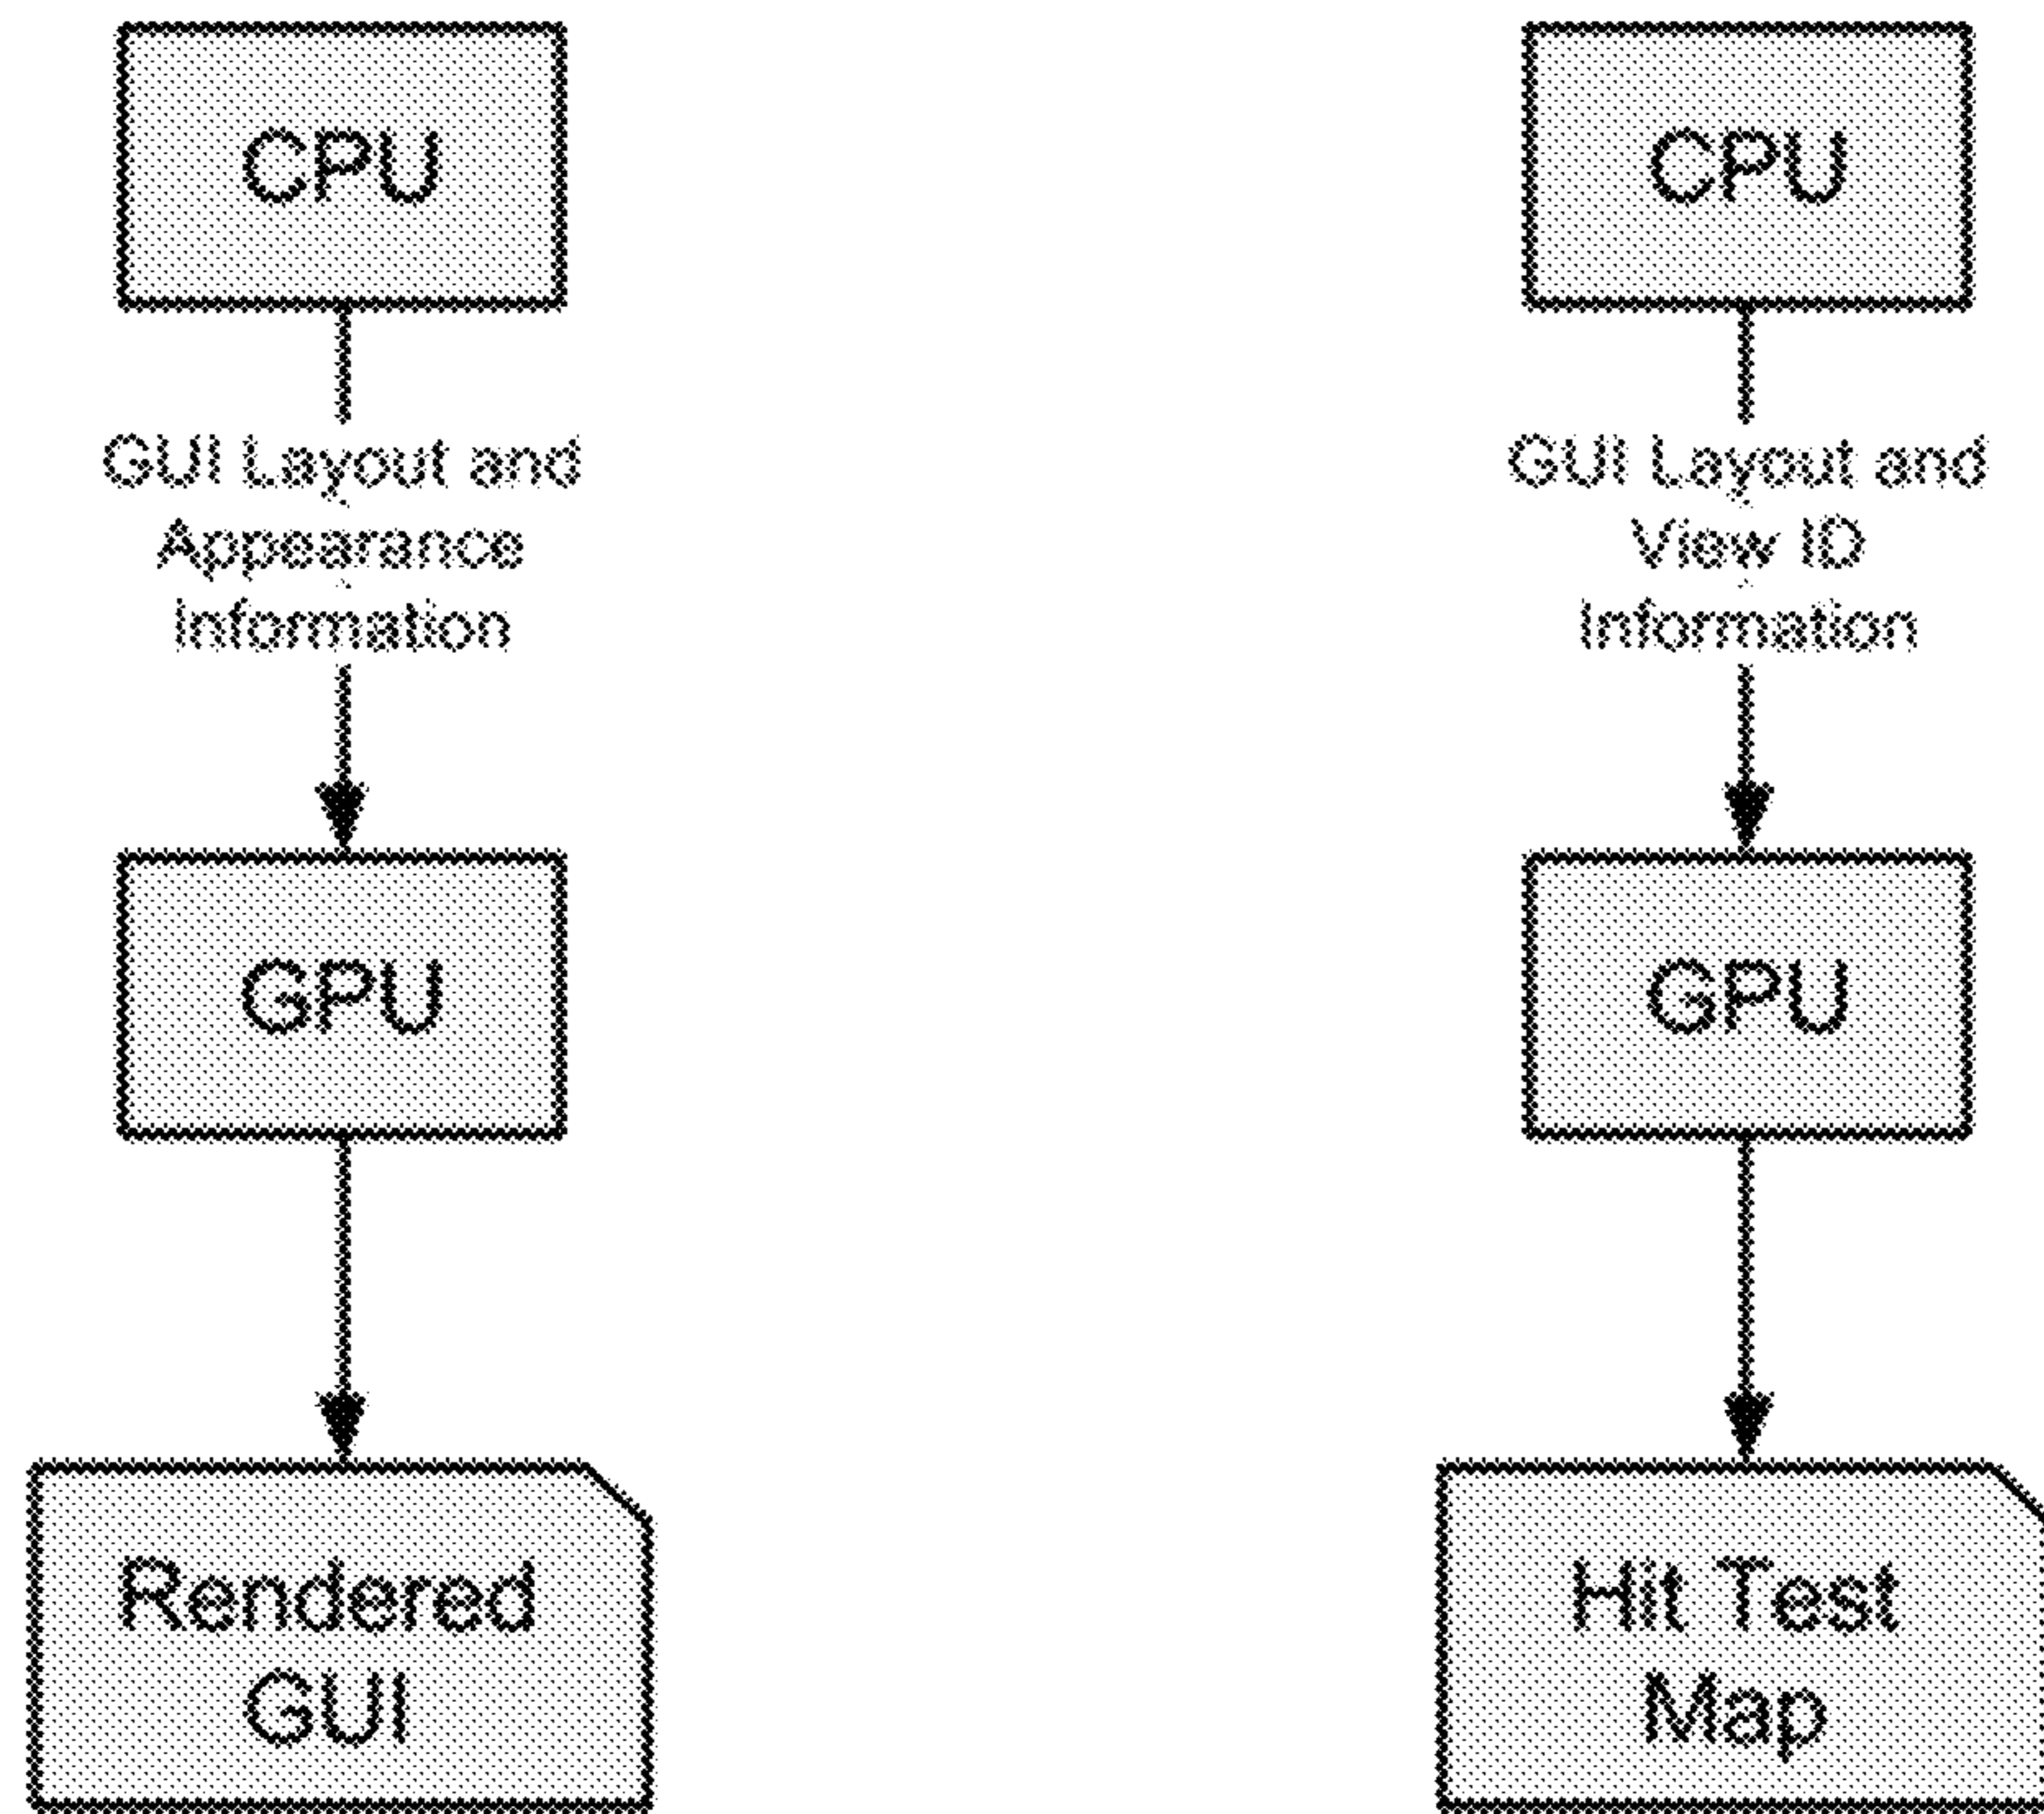 CPU
GUI Layout and
Appearance
Information
GPU
Rendered
GUI
CPU
GUI Layout and
View ID
Information
GPU
Hit Test
Map